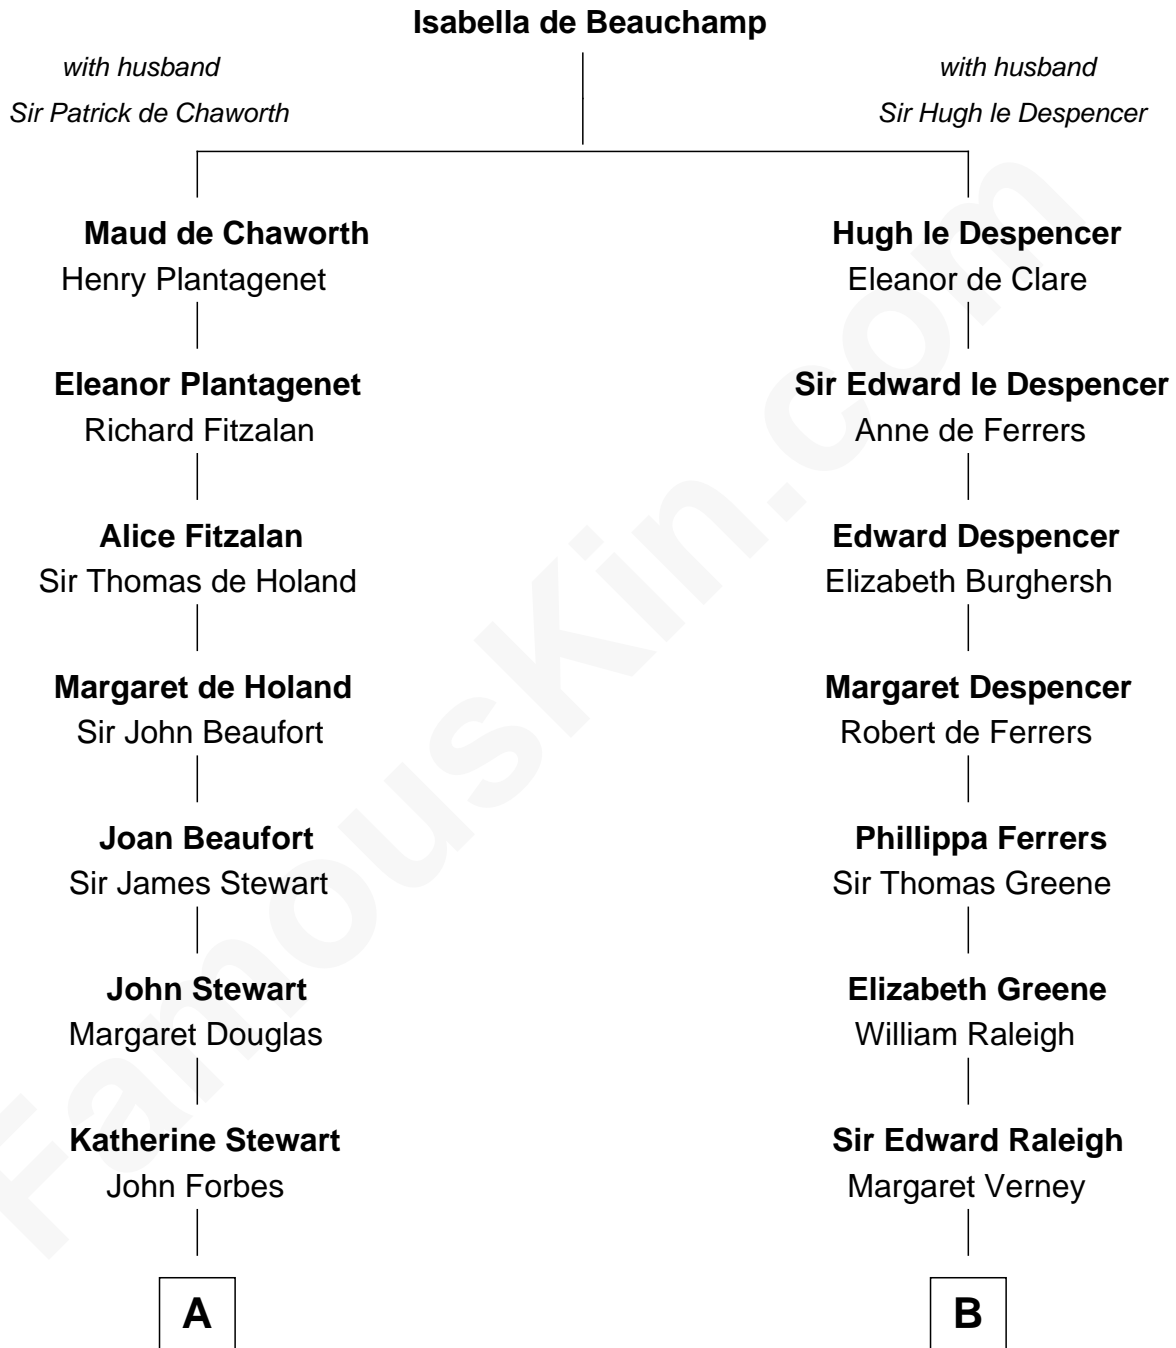 Isabella de Beauchamp
with husband
Sir Patrick de Chaworth
with husband
Sir Hugh le Despencer
Maud de Chaworth
Henry Plantagenet
Hugh le Despencer
Eleanor de Clare
Eleanor Plantagenet
Richard Fitzalan
Sir Edward le Despencer
Anne de Ferrers
Alice Fitzalan
Sir Thomas de Holand
Edward Despencer
Elizabeth Burghersh
Margaret de Holand
Sir John Beaufort
Margaret Despencer
Robert de Ferrers
Joan Beaufort
Sir James Stewart
Phillippa Ferrers
Sir Thomas Greene
John Stewart
Margaret Douglas
Elizabeth Greene
William Raleigh
Katherine Stewart
John Forbes
Sir Edward Raleigh
Margaret Verney
A
B
FamousKin.com